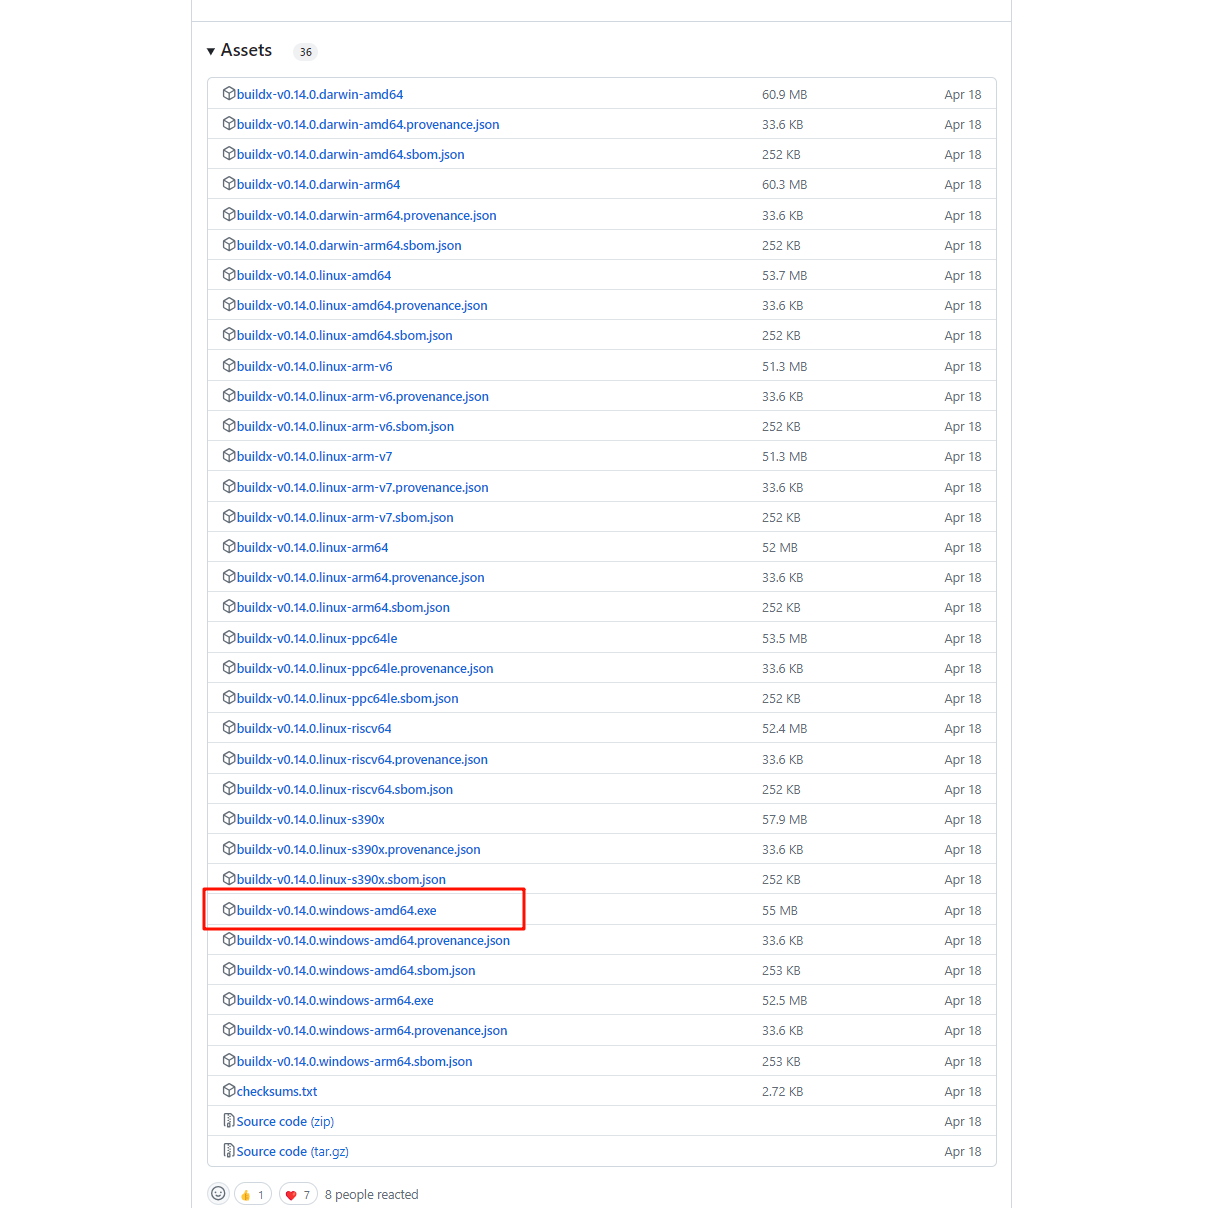 Assets 36
buildx-v0.14.0.darwin-amd64 60.9 MB Apr 18
buildx-v0.14.0.darwin-amd64.provenance.json 33.6 KB Apr 18
buildx-v0.14.0.darwin-amd64.sbom.json 252 KB Apr 18
buildx-v0.14.0.darwin-arm64 60.3 MB Apr 18
buildx-v0.14.0.darwin-arm64.provenance.json 33.6 KB Apr 18
buildx-v0.14.0.darwin-arm64.sbom.json 252 KB Apr 18
buildx-v0.14.0.linux-amd64 53.7 MB Apr 18
buildx-v0.14.0.linux-amd64.provenance.json 33.6 KB Apr 18
buildx-v0.14.0.linux-amd64.sbom.json 252 KB Apr 18
buildx-v0.14.0.linux-arm-v6 51.3 MB Apr 18
buildx-v0.14.0.linux-arm-v6.provenance.json 33.6 KB Apr 18
buildx-v0.14.0.linux-arm-v6.sbom.json 252 KB Apr 18
buildx-v0.14.0.linux-arm-v7 51.3 MB Apr 18
buildx-v0.14.0.linux-arm-v7.provenance.json 33.6 KB Apr 18
buildx-v0.14.0.linux-arm-v7.sbom.json 252 KB Apr 18
buildx-v0.14.0.linux-arm64 52 MB Apr 18
buildx-v0.14.0.linux-arm64.provenance.json 33.6 KB Apr 18
buildx-v0.14.0.linux-arm64.sbom.json 252 KB Apr 18
buildx-v0.14.0.linux-ppc64le 53.5 MB Apr 18
buildx-v0.14.0.linux-ppc64le.provenance.json 33.6 KB Apr 18
buildx-v0.14.0.linux-ppc64le.sbom.json 252 KB Apr 18
buildx-v0.14.0.linux-riscv64 52.4 MB Apr 18
buildx-v0.14.0.linux-riscv64.provenance.json 33.6 KB Apr 18
buildx-v0.14.0.linux-riscv64.sbom.json 252 KB Apr 18
buildx-v0.14.0.linux-s390x 57.9 MB Apr 18
buildx-v0.14.0.linux-s390x.provenance.json 33.6 KB Apr 18
buildx-v0.14.0.linux-s390x.sbom.json 252 KB Apr 18
buildx-v0.14.0.windows-amd64.exe 55 MB Apr 18
buildx-v0.14.0.windows-amd64.provenance.json 33.6 KB Apr 18
buildx-v0.14.0.windows-amd64.sbom.json 253 KB Apr 18
buildx-v0.14.0.windows-arm64.exe 52.5 MB Apr 18
buildx-v0.14.0.windows-arm64.provenance.json 33.6 KB Apr 18
buildx-v0.14.0.windows-arm64.sbom.json 253 KB Apr 18
checksums.txt 2.72 KB Apr 18
Source code (zip) Apr 18
Source code (tar.gz) Apr 18
1 7 8 people reacted